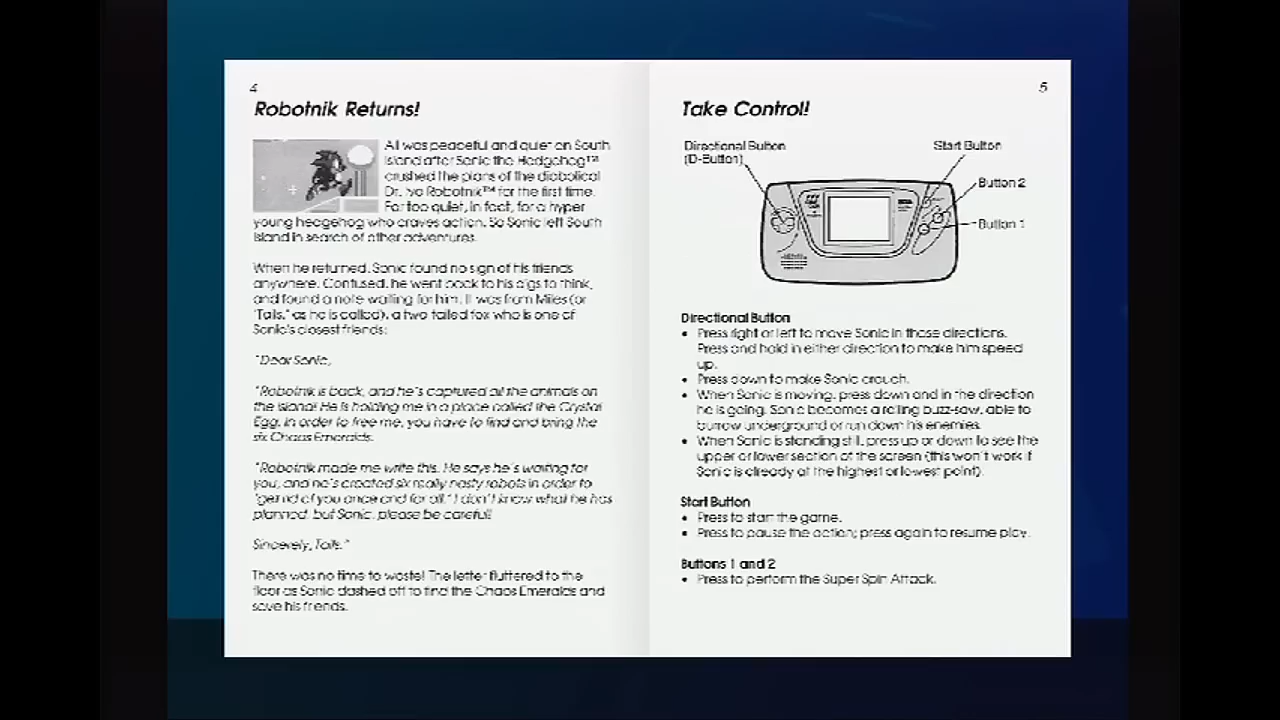 4
Robotnik Returns!
All was peaceful and quiet on South
Island after Sonic the Hedgehog™
crushed the plans of the diabolical
Dr. Ivo Robotnik™ for the first time.
Far too quiet, in fact, for a hyper
young hedgehog who craves action. So Sonic left South
Island in search of other adventures.
When he returned, Sonic found no sign of his friends
anywhere. Confused, he went back to his digs to think,
and found a note waiting for him. It was from Miles (or
"Tails," as he is called), a two tailed fox who is one of
Sonic's closest friends:
"Dear Sonic,
"Robotnik is back, and he's captured all the animals on
the island! He is holding me in a place called the Crystal
Egg. In order to free me, you have to find and bring the
six Chaos Emeralds.
"Robotnik made me write this. He says he's waiting for
you, and he's created six really nasty robots in order to
'get rid of you once and for all.' I don't know what he has
planned, but Sonic, please be careful!
Sincerely, Tails."
There was no time to waste! The letter fluttered to the
floor as Sonic dashed off to find the Chaos Emeralds and
save his friends.
5
Take Control!
Directional Button
(D-Button)
Start Button
Button 2
Button 1
Directional Button
• Press right or left to move Sonic in those directions.
Press and hold in either direction to make him speed
up.
• Press down to make Sonic crouch.
• When Sonic is moving, press down and in the direction
he is going. Sonic becomes a rolling buzz-saw, able to
burrow underground or run down his enemies.
• When Sonic is standing still, press up or down to see the
upper or lower section of the screen (this won't work if
Sonic is already at the highest or lowest point).
Start Button
• Press to start the game.
• Press to pause the action; press again to resume play.
Buttons 1 and 2
• Press to perform the Super Spin Attack.